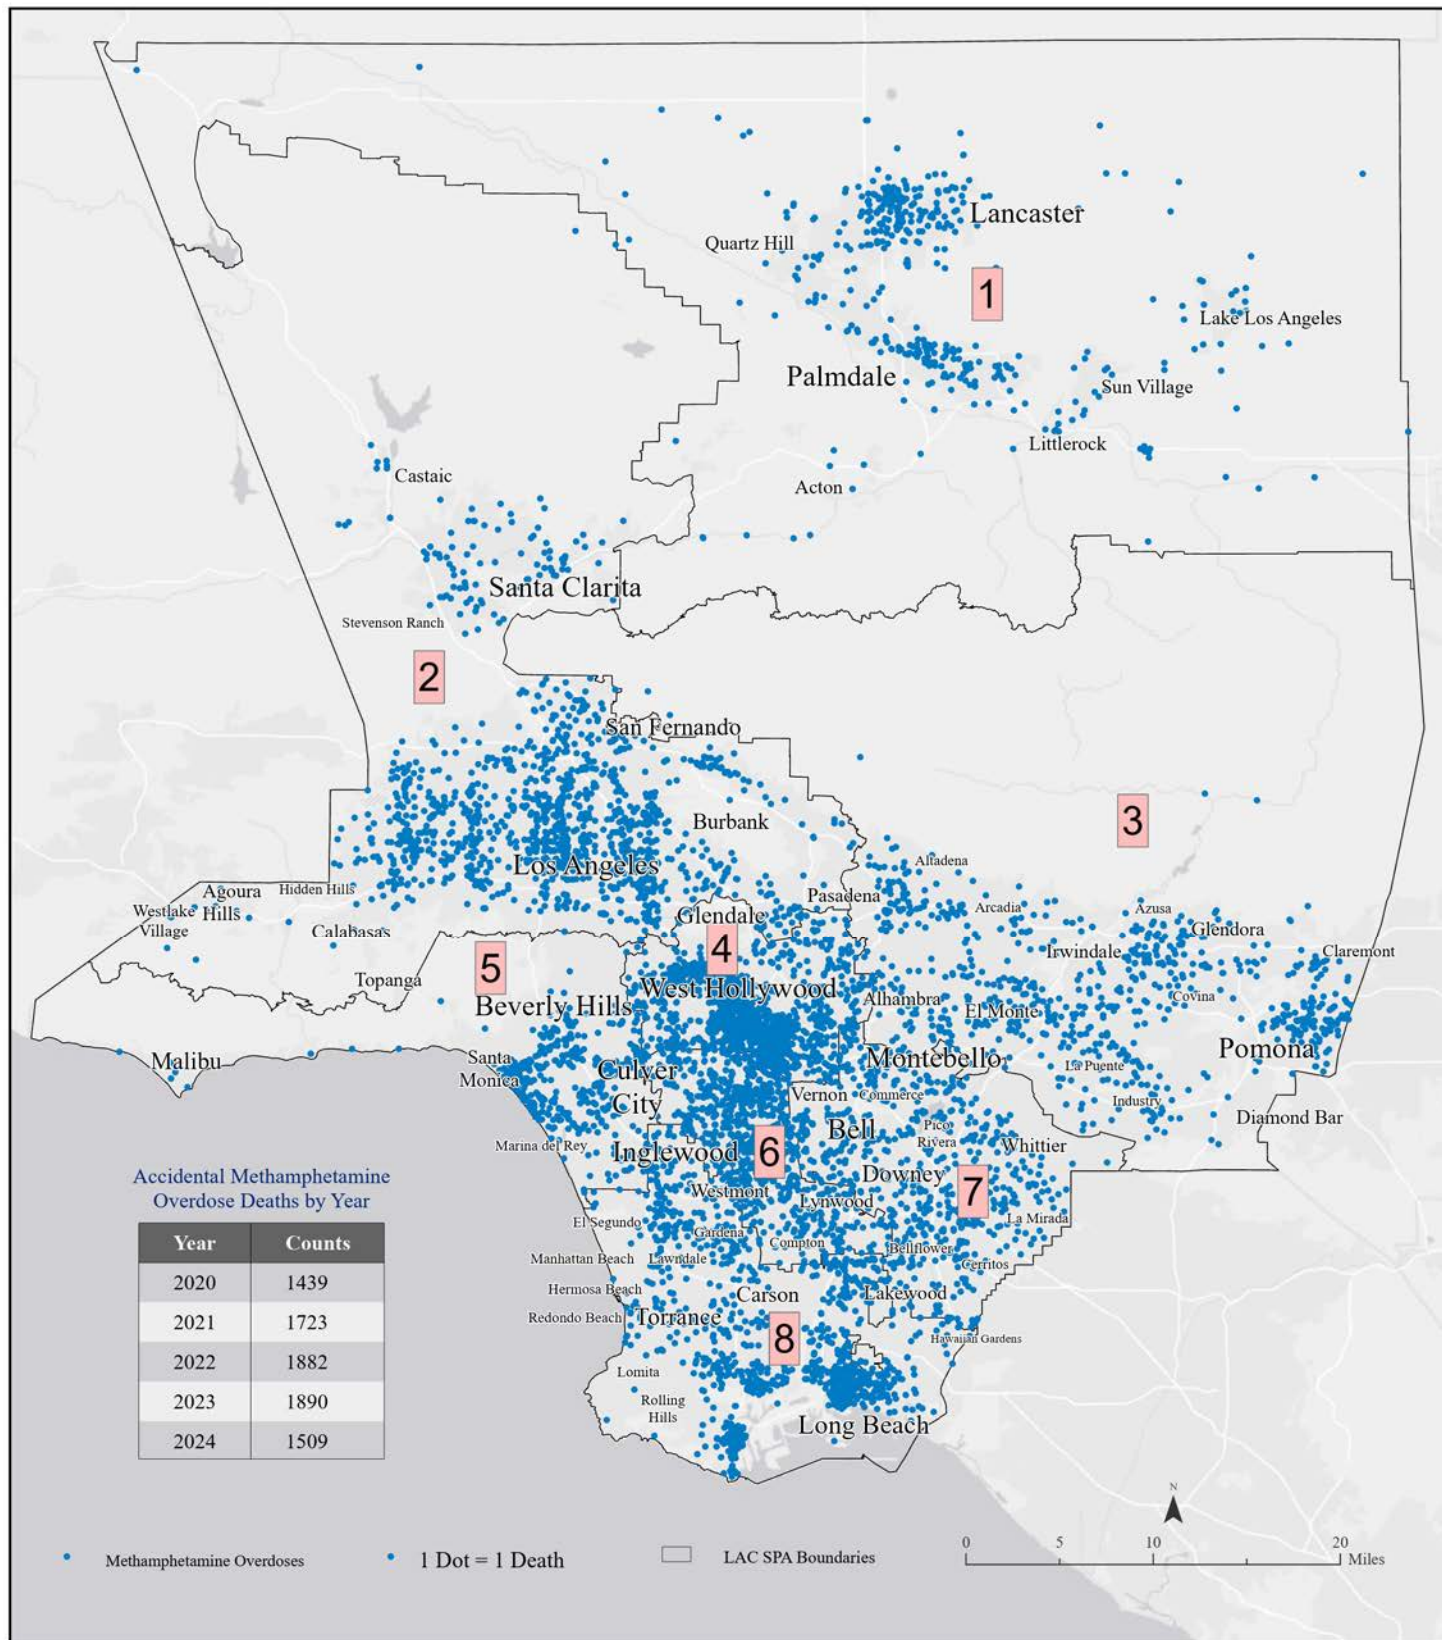 Lancaster
Quartz Hill
1
Lake Los Angeles
Palmdale
Sun Village
Littlerock
Castaic
Acton
Santa Clarita
Stevenson Ranch
2
San Fernando
3
Burbank
Los Angeles
Altadena
Hidden Hills
Agoura
Hills
Pasadena
Westlake
Village
Arcadia
Azusa
Glendale
Glendora
Calabasas
4
Irwindale
Claremont
5
Topanga
West Hollywood
Covina
Beverly Hills
Alhambra
El Monte
Pomona
Malibu
Santa
Monica
Montebello
Culver
City
La Puente
Vernon
Commerce
Industry
Diamond Bar
Bell
Pico
Rivera
Marina del Rey
Inglewood
6
Whittier
Downey
Westmont
7
Lynwood
El Segundo
La Mirada
Gardena
Compton
Bellflower
Manhattan Beach
Lawndale
Cerritos
Hermosa Beach
Carson
Lakewood
Redondo Beach
Torrance
8
Hawaiian Gardens
Lomita
Rolling
Hills
Long Beach
Accidental Methamphetamine
Overdose Deaths by Year
Year Counts
2020 1439
2021 1723
2022 1882
2023 1890
2024 1509
N
0 5 10 20
Miles
Methamphetamine Overdoses
1 Dot = 1 Death
LAC SPA Boundaries